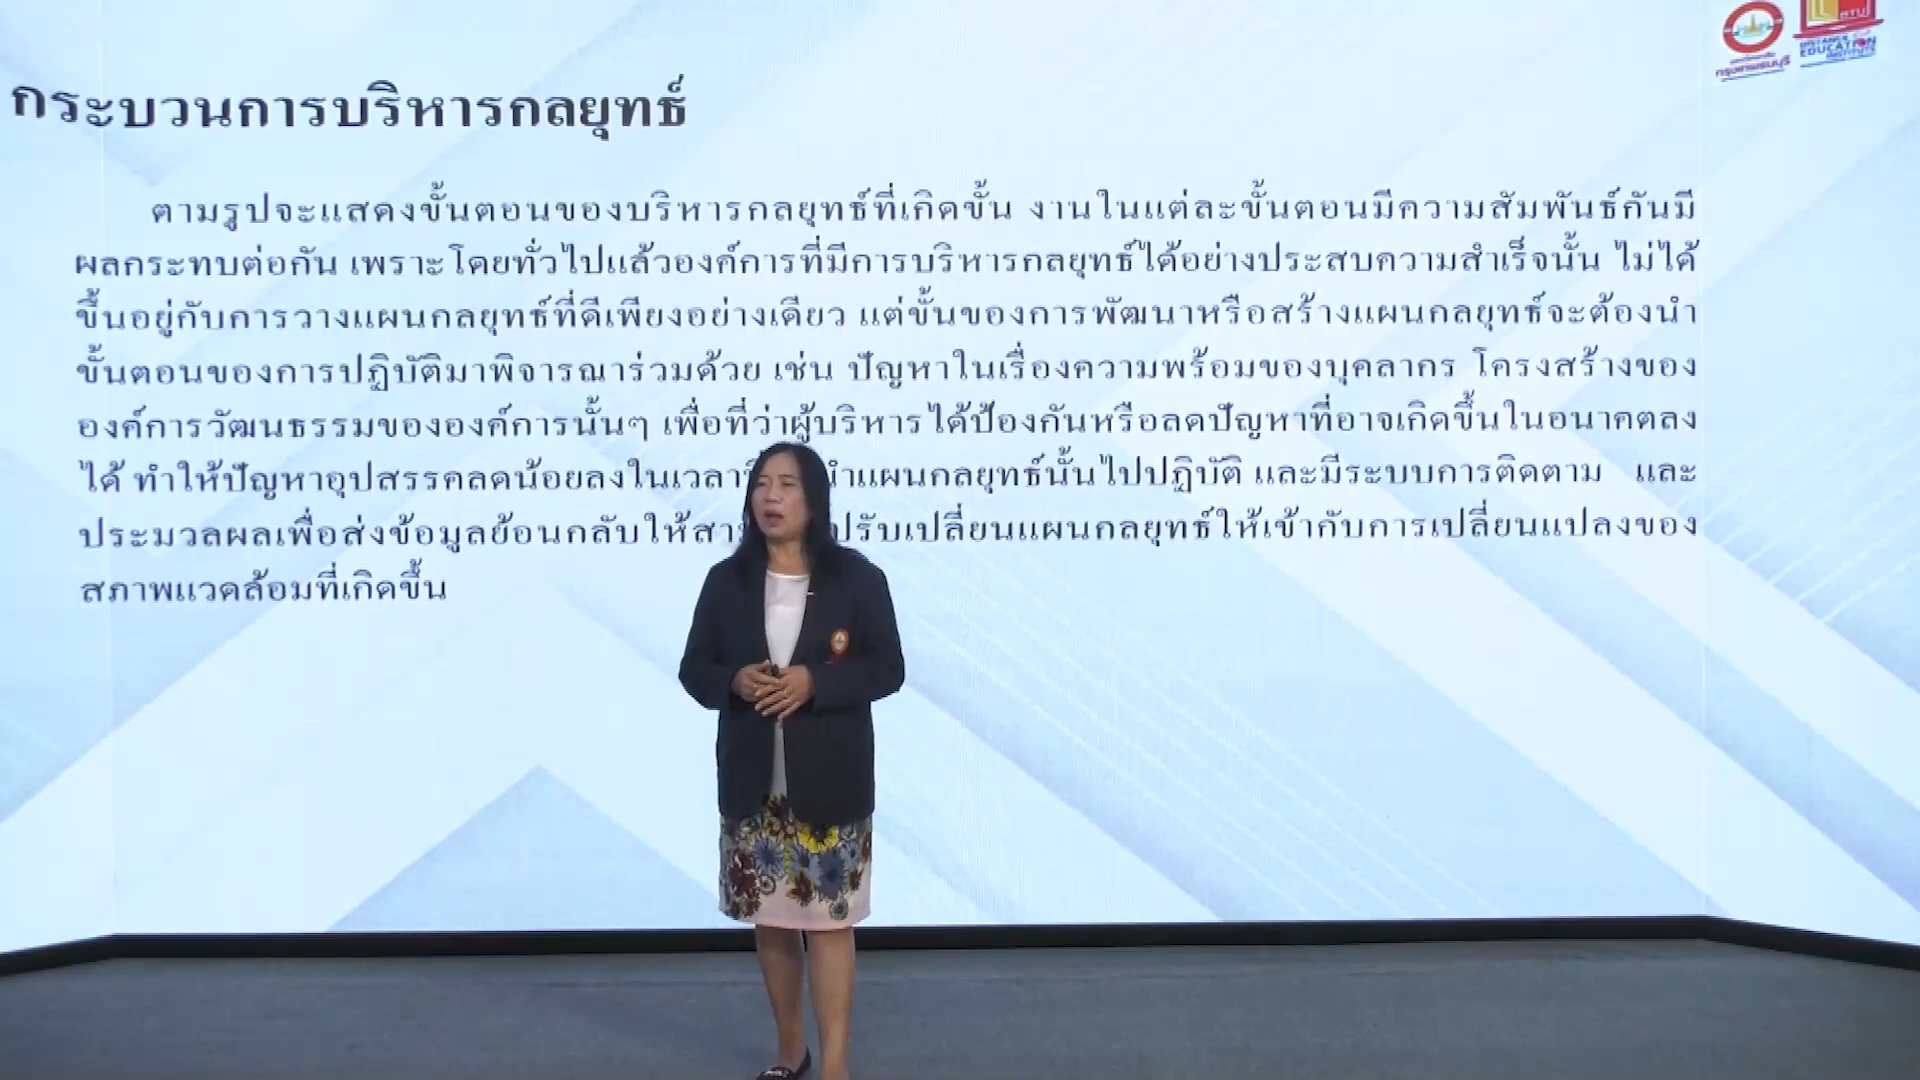 กระบวนการบริหารกลยุทธ์
ตามรูปจะแสดงขั้นตอนของบริหารกลยุทธ์ที่เกิดขั้น งานในแต่ละขั้นตอนมีความสัมพันธ์กันมี
ผลกระทบต่อกัน เพราะโดยทั่วไปแล้วองค์การที่มีการบริหารกลยุทธ์ได้อย่างประสบความสำเร็จนั้น ไม่ได้
ขึ้นอยู่กับการวางแผนกลยุทธ์ที่ดีเพียงอย่างเดียว แต่ขั้นของการพัฒนาหรือสร้างแผนกลยุทธ์จะต้องนำ
ขั้นตอนของการปฏิบัติมาพิจารณาร่วมด้วย เช่น ปัญหาในเรื่องความพร้อมของบุคลากร โครงสร้างของ
องค์การวัฒนธรรมขององค์การนั้นๆ เพื่อที่ว่าผู้บริหารได้ป้องกันหรือลดปัญหาที่อาจเกิดขึ้นในอนาคตลง
ได้ ทำให้ปัญหาอุปสรรคลดน้อยลงในเวลา นำแผนกลยุทธ์นั้นไปปฏิบัติ และมีระบบการติดตาม และ
ประมวลผลเพื่อส่งข้อมูลย้อนกลับให้ ปรับเปลี่ยนแผนกลยุทธ์ให้เข้ากับการเปลี่ยนแปลงของ
สภาพแวดล้อมที่เกิดขึ้น
กรุงเทพธนบุรี
BTU
DISTANCE
EDUCATION
INSTITUTE